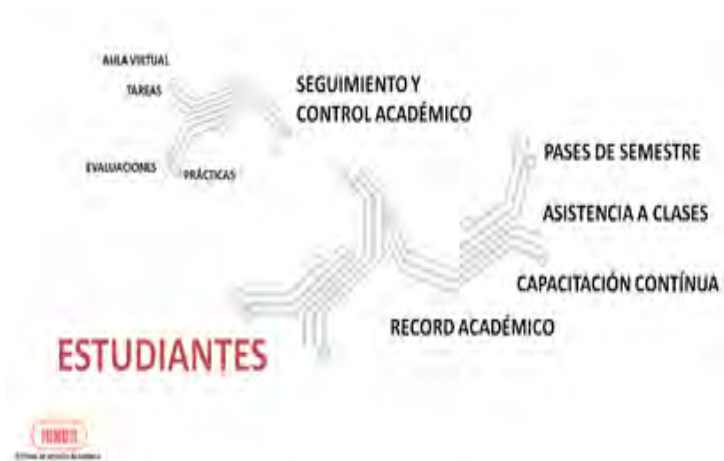 AULA VIRTUAL
TAREAS
SEGUIMIENTO Y
CONTROL ACADÉMICO
EVALUACIONES
PRÁCTICAS
PASES DE SEMESTRE
ASISTENCIA A CLASES
CAPACITACIÓN CONTÍNUA
RECORD ACADÉMICO
ESTUDIANTES